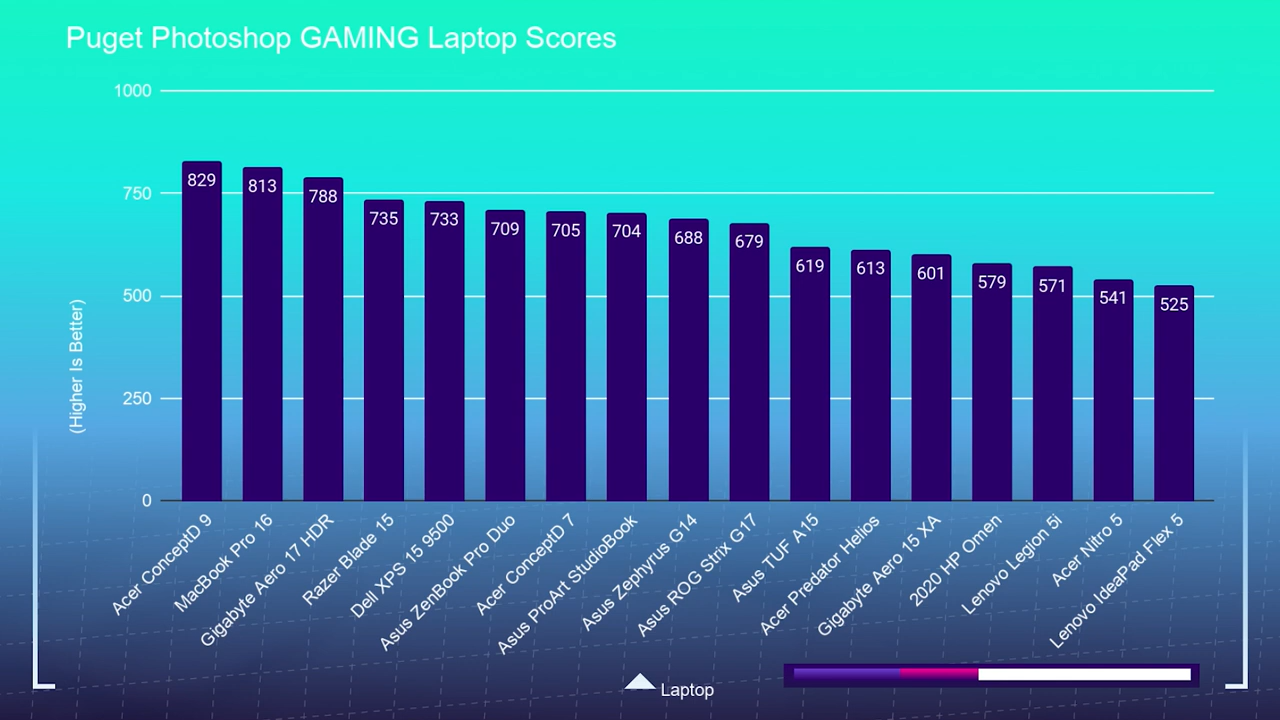 Puget Photoshop GAMING Laptop Scores
1000
750
500
250
0
(Higher Is Better)
829
813
788
735
733
709
705
704
688
679
619
613
601
579
571
541
525
Acer ConceptD 9
MacBook Pro 16
Gigabyte Aero 17 HDR
Razer Blade 15
Dell XPS 15 9500
Asus ZenBook Pro Duo
Acer ConceptD 7
Asus ProArt StudioBook
Asus Zephyrus G14
Asus ROG Strix G17
Asus TUF A15
Acer Predator Helios
Gigabyte Aero 15 XA
2020 HP Omen
Lenovo Legion 5i
Acer Nitro 5
Lenovo IdeaPad Flex 5
Laptop